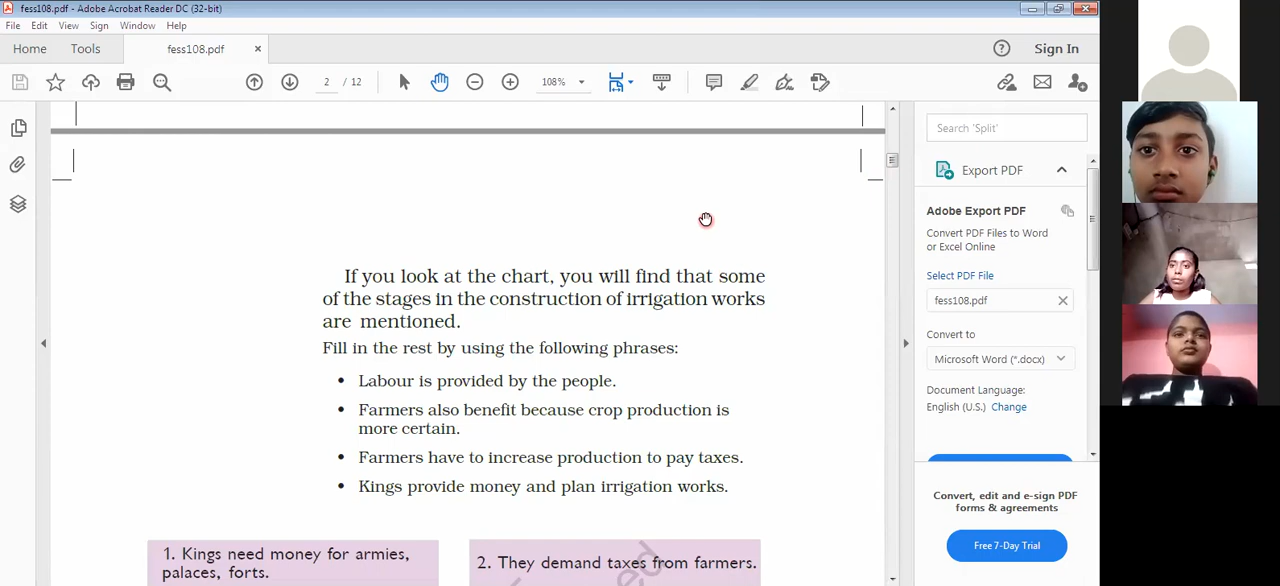 fess108.pdf - Adobe Acrobat Reader DC (32-bit)
File Edit View Sign Window Help
Home Tools fess108.pdf × Sign In
2 / 12 108%
Search 'Split'
Export PDF
Adobe Export PDF
Convert PDF Files to Word
or Excel Online
Select PDF File
fess108.pdf
Convert to
Microsoft Word (*.docx)
Document Language:
English (U.S.) Change
Convert, edit and e-sign PDF
forms & agreements
Free 7-Day Trial
If you look at the chart, you will find that some
of the stages in the construction of irrigation works
are mentioned.
Fill in the rest by using the following phrases:
• Labour is provided by the people.
• Farmers also benefit because crop production is
more certain.
• Farmers have to increase production to pay taxes.
• Kings provide money and plan irrigation works.
1. Kings need money for armies,
palaces, forts.
2. They demand taxes from farmers.